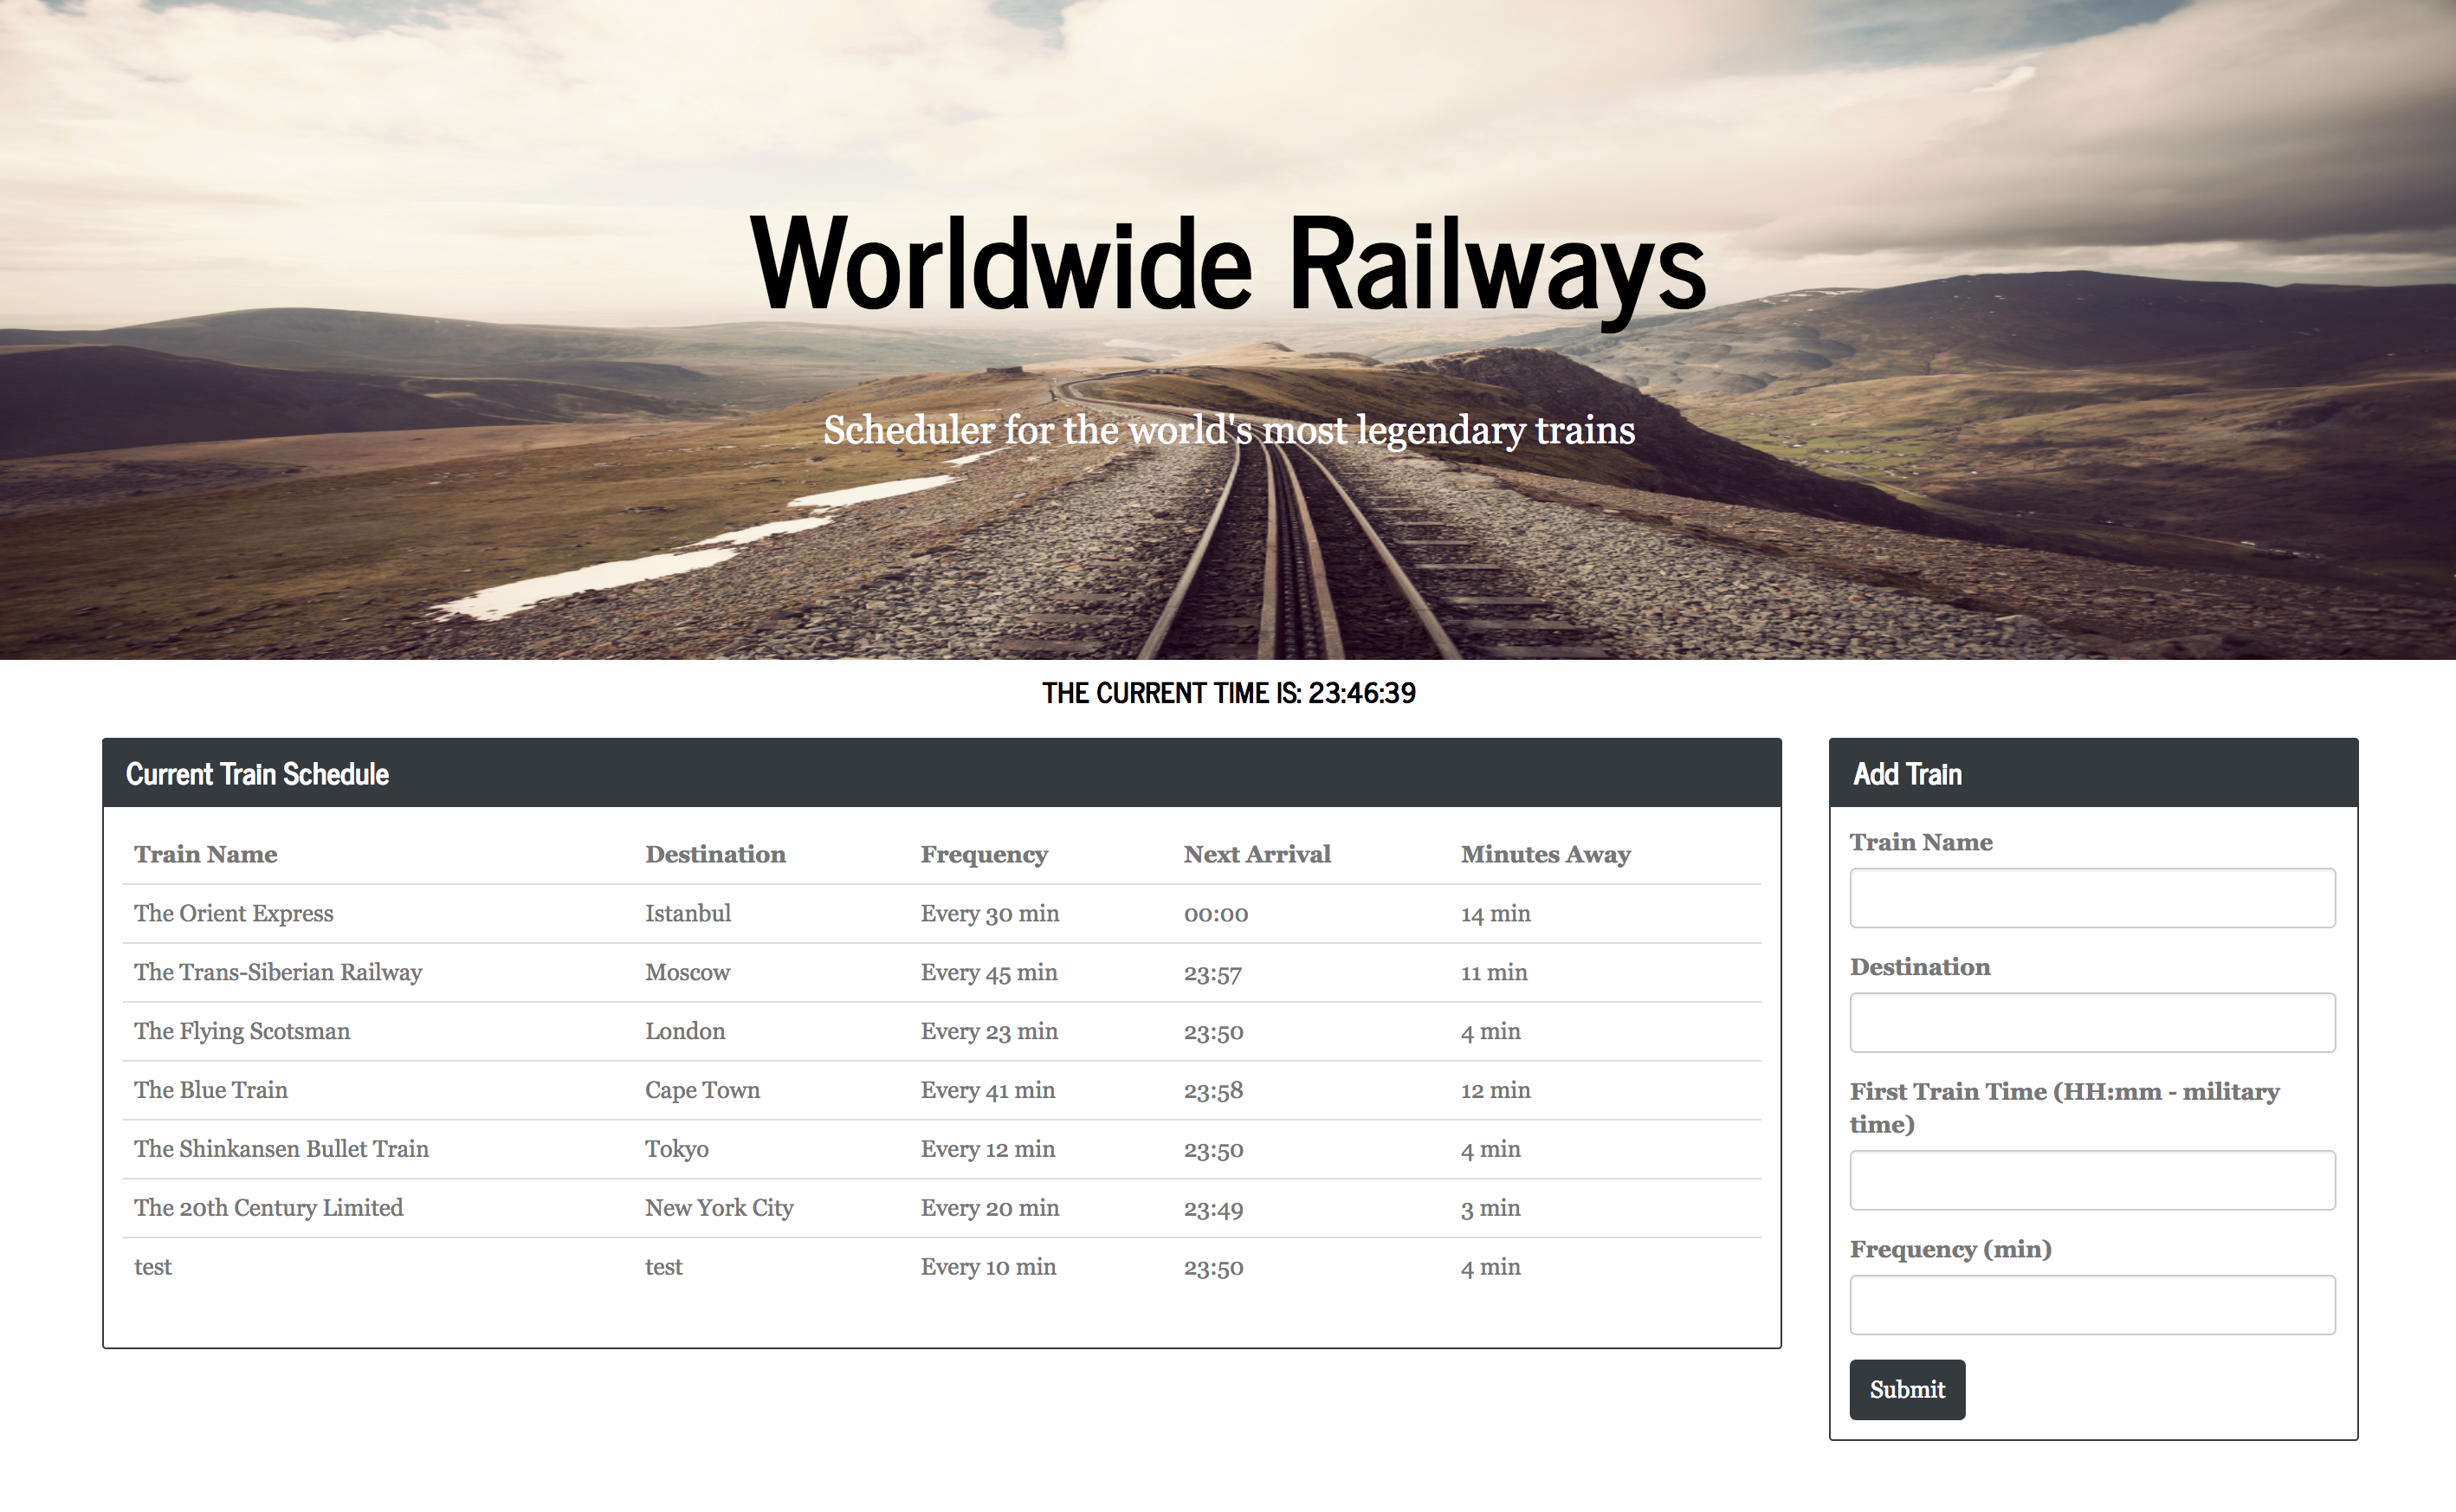 Worldwide Railways
Scheduler for the world's most legendary trains
THE CURRENT TIME IS: 23:46:39
Current Train Schedule
Train Name Destination Frequency Next Arrival Minutes Away
The Orient Express Istanbul Every 30 min 00:00 14 min
The Trans-Siberian Railway Moscow Every 45 min 23:57 11 min
The Flying Scotsman London Every 23 min 23:50 4 min
The Blue Train Cape Town Every 41 min 23:58 12 min
The Shinkansen Bullet Train Tokyo Every 12 min 23:50 4 min
The 20th Century Limited New York City Every 20 min 23:49 3 min
test test Every 10 min 23:50 4 min
Add Train
Train Name
Destination
First Train Time (HH:mm - military
time)
Frequency (min)
Submit